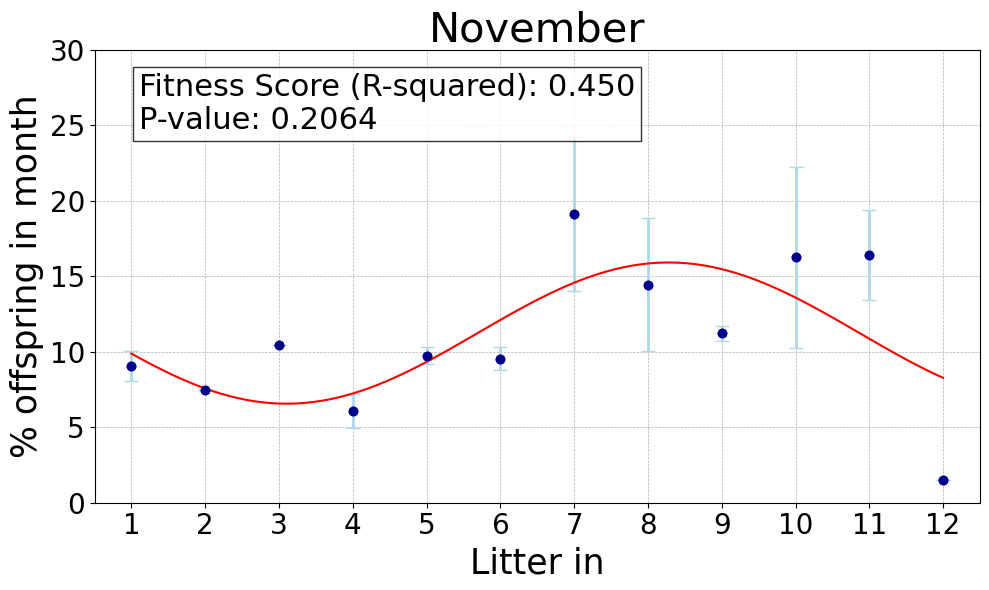 November
Fitness Score (R-squared): 0.450
P-value: 0.2064
% offspring in month
30
25
20
15
10
5
0
1 2 3 4 5 6 7 8 9 10 11 12
Litter in